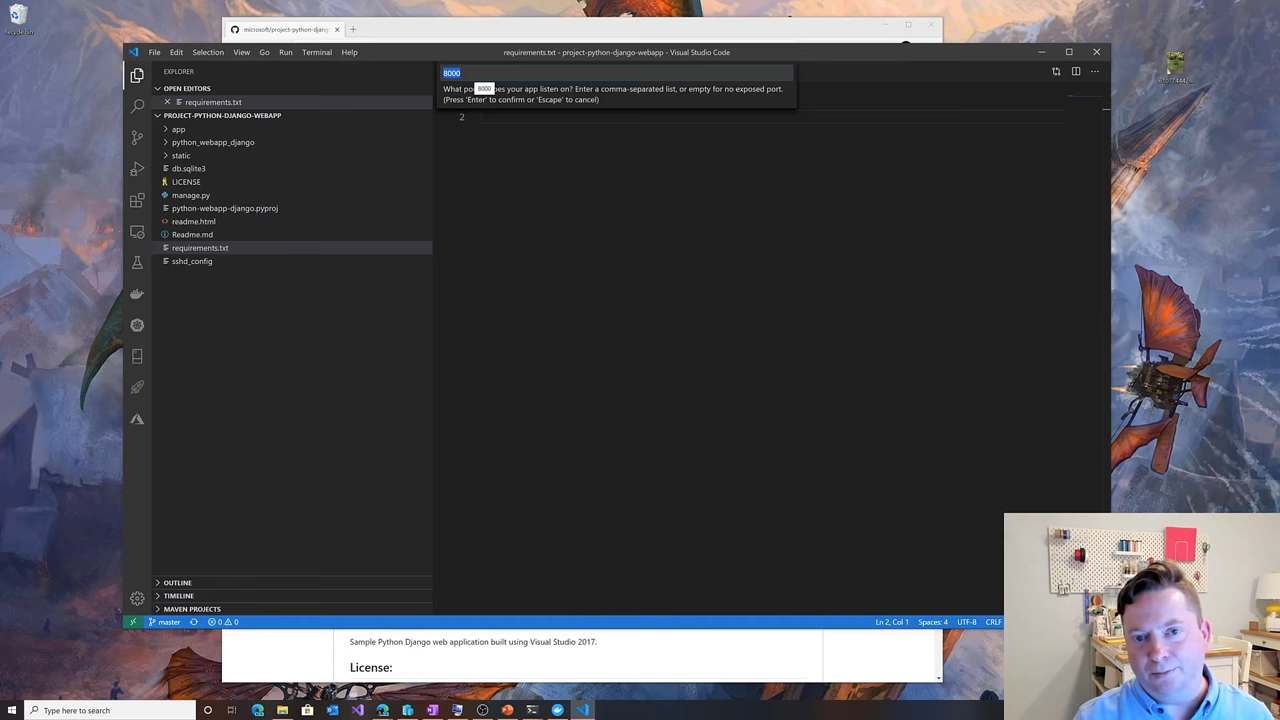 Recycle Bin
microsoft/project-python-djang
File Edit Selection View Go Run Terminal Help
requirements.txt - project-python-django-webapp - Visual Studio Code
EXPLORER
8000
OPEN EDITORS
What po 8000 oes your app listen on? Enter a comma-separated list, or empty for no exposed port.
(Press 'Enter' to confirm or 'Escape' to cancel)
requirements.txt
PROJECT-PYTHON-DJANGO-WEBAPP
2
app
python_webapp_django
static
db.sqlite3
LICENSE
manage.py
python-webapp-django.pyproj
readme.html
Readme.md
requirements.txt
sshd_config
OUTLINE
TIMELINE
MAVEN PROJECTS
master 0 0
Ln 2, Col 1 Spaces: 4 UTF-8 CRLF
Sample Python Django web application built using Visual Studio 2017.
License:
Type here to search